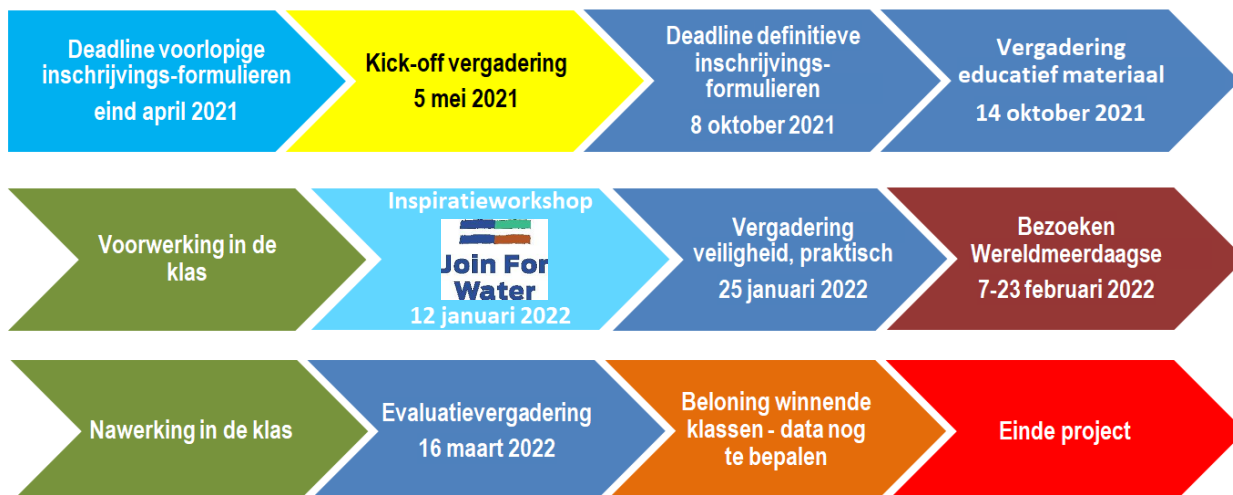 Deadline voorlopige
inschrijvings-formulieren
eind april 2021
Kick-off vergadering
5 mei 2021
Deadline definitieve
inschrijvings-
formulieren
8 oktober 2021
Vergadering
educatief materiaal
14 oktober 2021
Voorwerking in de
klas
Inspiratieworkshop
Join For
Water
12 januari 2022
Vergadering
veiligheid, praktisch
25 januari 2022
Bezoeken
Wereldmeerdaagse
7-23 februari 2022
Nawerking in de klas
Evaluatievergadering
16 maart 2022
Beloning winnende
klassen - data nog
te bepalen
Einde project